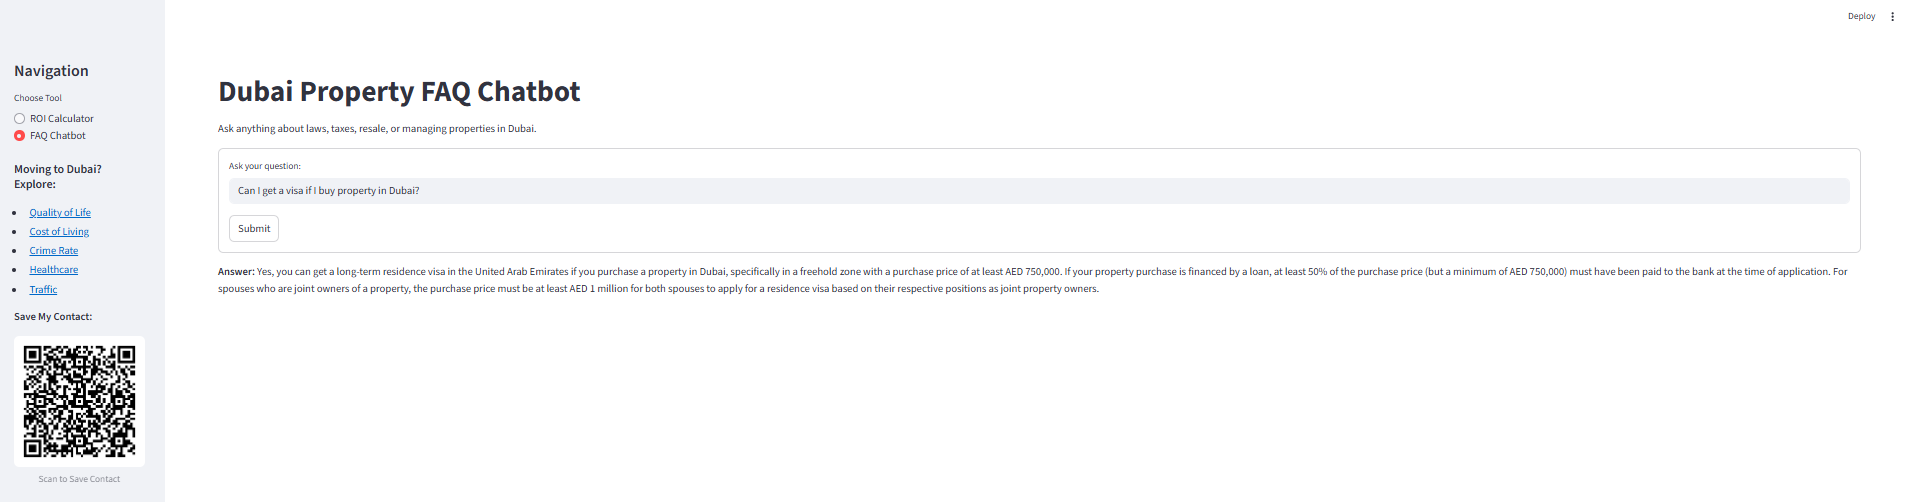 Deploy
Navigation
Choose Tool
ROI Calculator
FAQ Chatbot
Moving to Dubai?
Explore:
Quality of Life
Cost of Living
Crime Rate
Healthcare
Traffic
Save My Contact:
Scan to Save Contact
Dubai Property FAQ Chatbot
Ask anything about laws, taxes, resale, or managing properties in Dubai.
Ask your question:
Can I get a visa if I buy property in Dubai?
Submit
Answer: Yes, you can get a long-term residence visa in the United Arab Emirates if you purchase a property in Dubai, specifically in a freehold zone with a purchase price of at least AED 750,000. If your property purchase is financed by a loan, at least 50% of the purchase price (but a minimum of AED 750,000) must have been paid to the bank at the time of application. For
spouses who are joint owners of a property, the purchase price must be at least AED 1 million for both spouses to apply for a residence visa based on their respective positions as joint property owners.